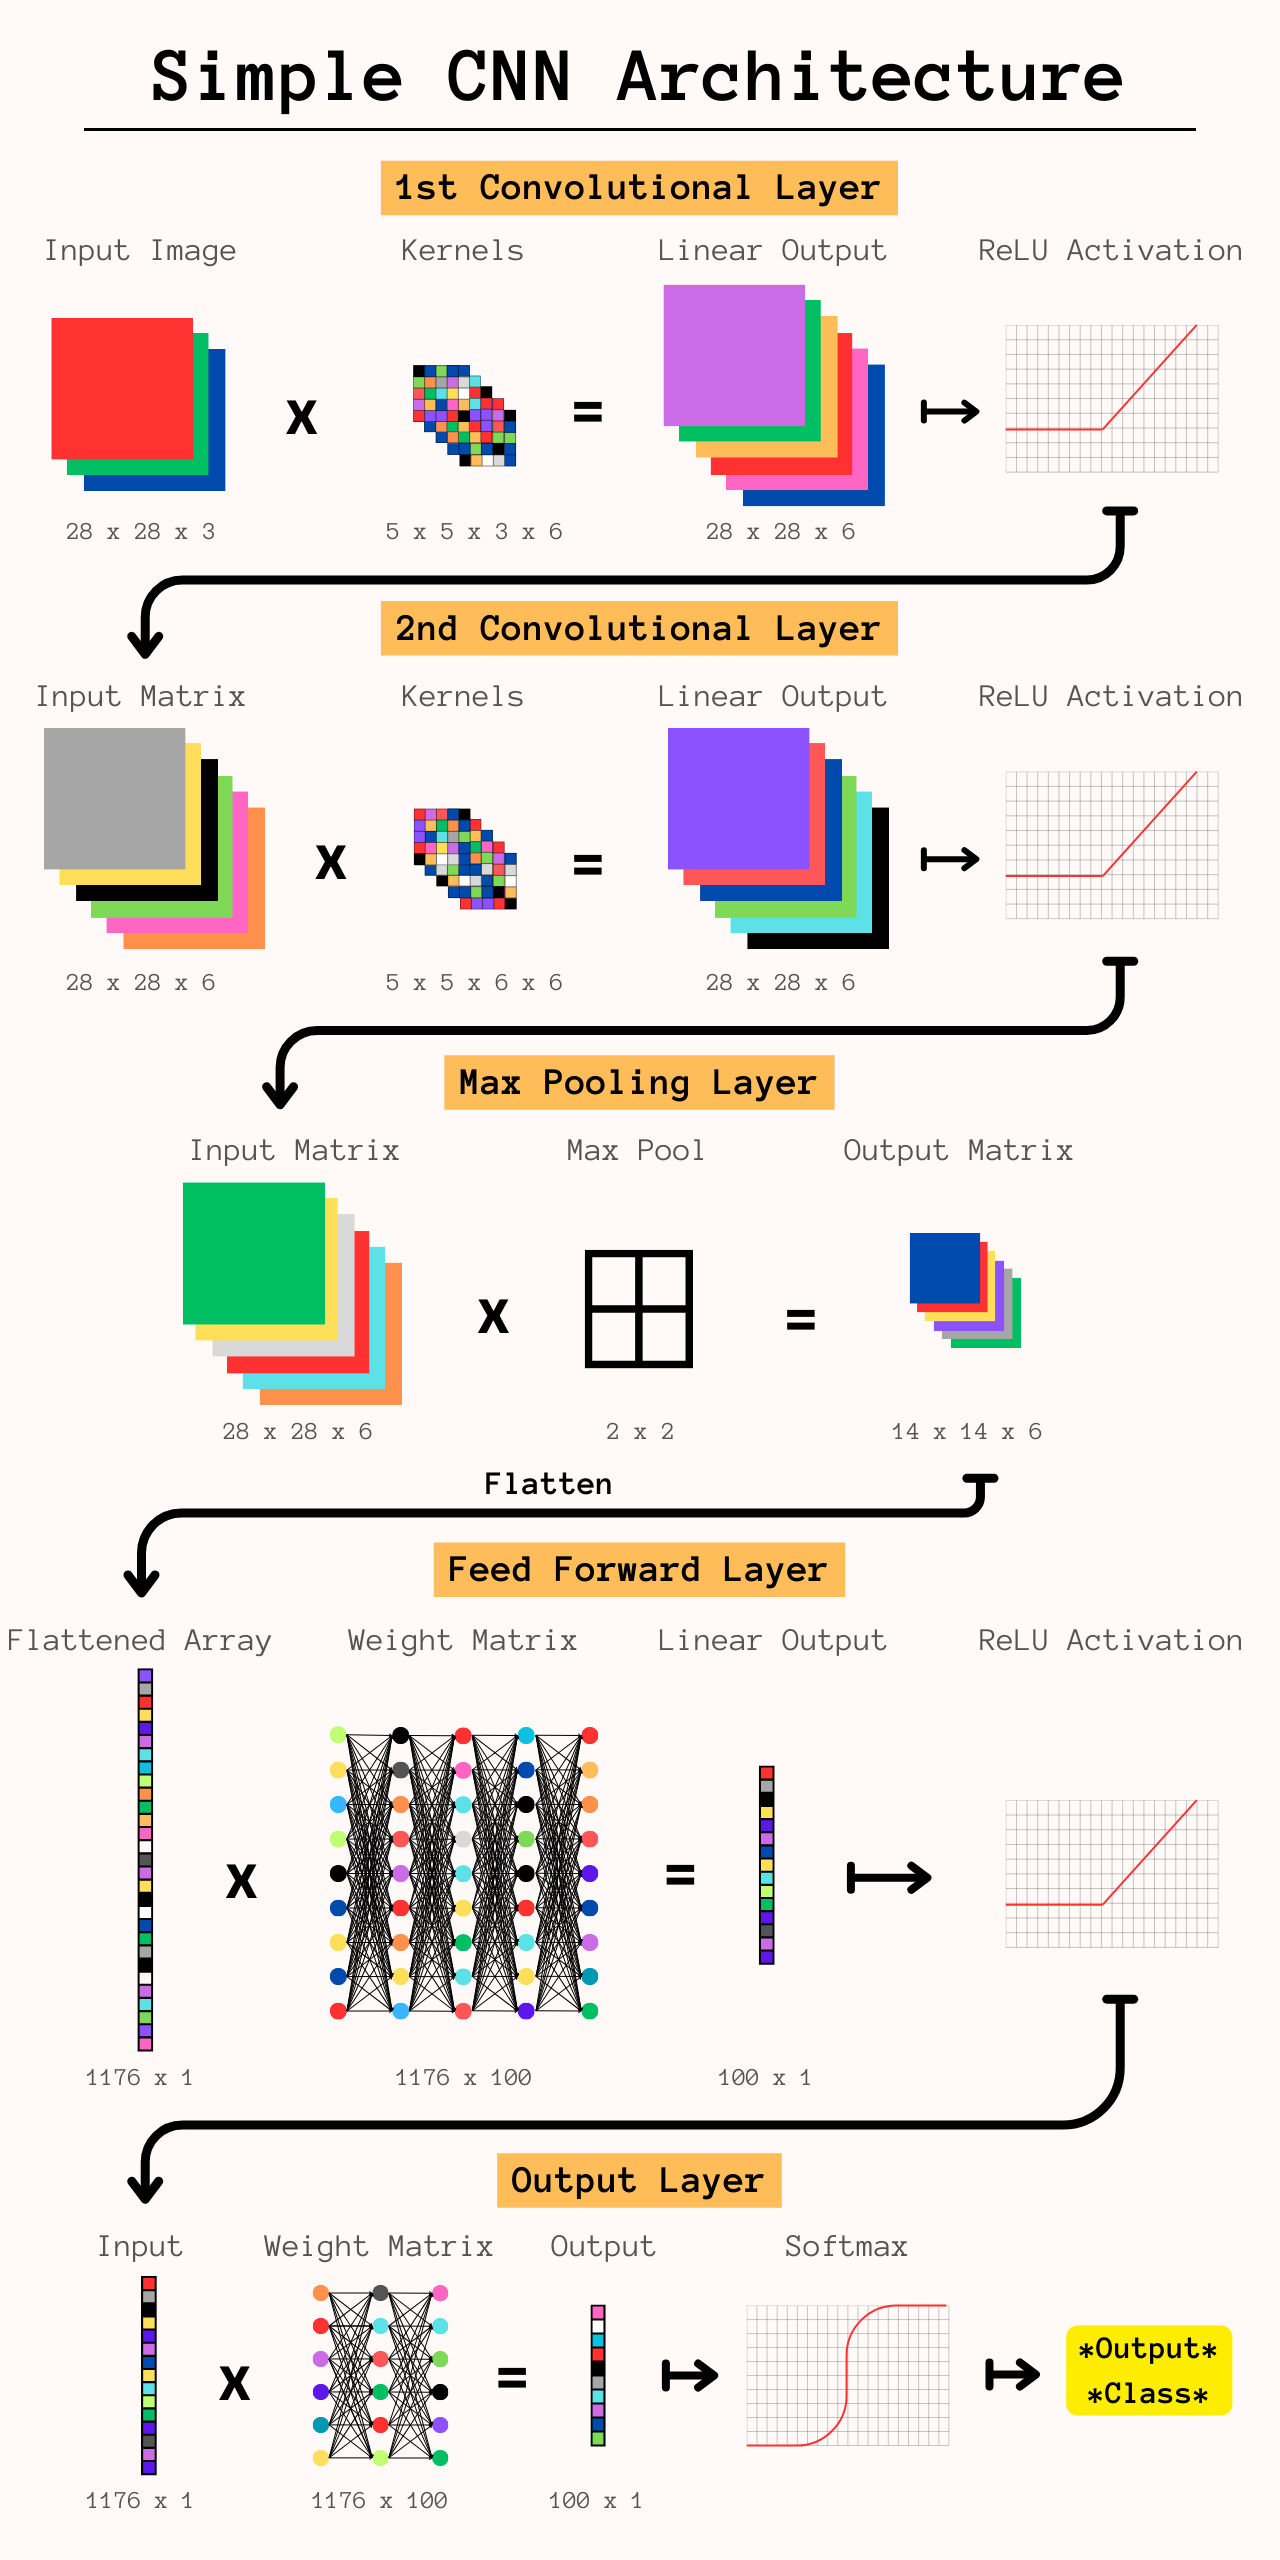 Simple CNN Architecture
1st Convolutional Layer
Input Image
Kernels
Linear Output
ReLU Activation
x
=
28 x 28 x 3
5 x 5 x 3 x 6
28 x 28 x 6
2nd Convolutional Layer
Input Matrix
Kernels
Linear Output
ReLU Activation
x
=
28 x 28 x 6
5 x 5 x 6 x 6
28 x 28 x 6
Max Pooling Layer
Input Matrix
Max Pool
Output Matrix
x
=
28 x 28 x 6
2 x 2
14 x 14 x 6
Flatten
Feed Forward Layer
Flattened Array
Weight Matrix
Linear Output
ReLU Activation
x
=
1176 x 1
1176 x 100
100 x 1
Output Layer
Input
Weight Matrix
Output
Softmax
x
=
*Output*
*Class*
1176 x 1
1176 x 100
100 x 1